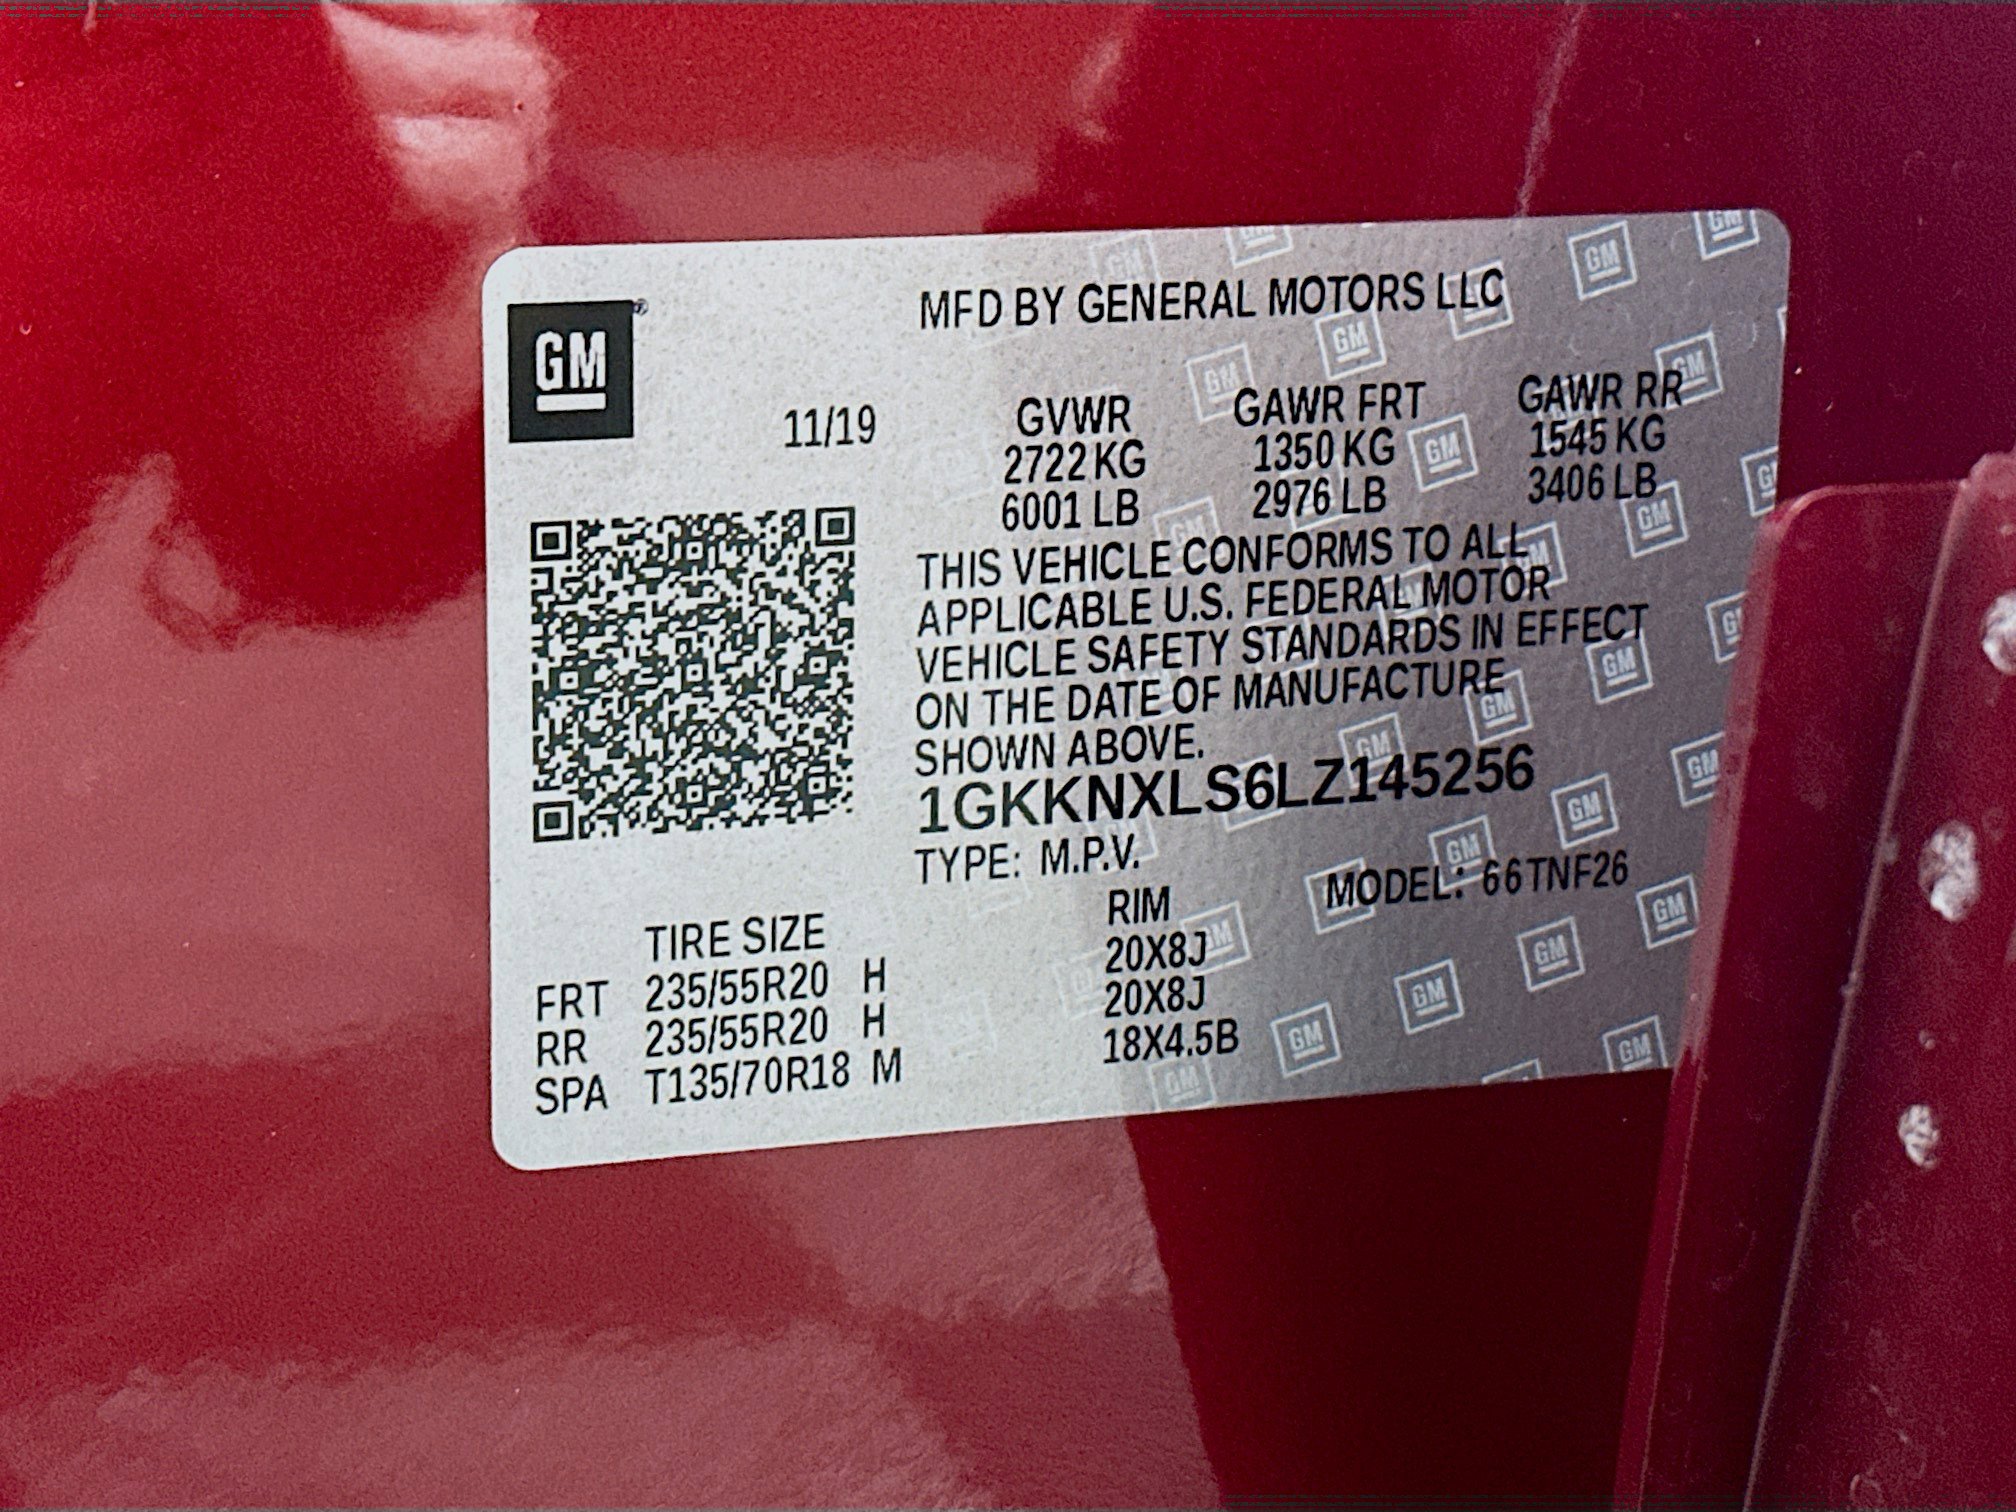 GM
MFD BY GENERAL MOTORS LLC
11/19
GVWR GAWR FRT GAWR RR
2722 KG 1350 KG 1545 KG
6001 LB 2976 LB 3406 LB
THIS VEHICLE CONFORMS TO ALL
APPLICABLE U.S. FEDERAL MOTOR
VEHICLE SAFETY STANDARDS IN EFFECT
ON THE DATE OF MANUFACTURE
SHOWN ABOVE.
1GKKNXLS6LZ145256
TYPE: M.P.V.
MODEL: 66TNF26
TIRE SIZE RIM
FRT 235/55R20 H 20X8J
RR 235/55R20 H 20X8J
SPA T135/70R18 M 18X4.5B